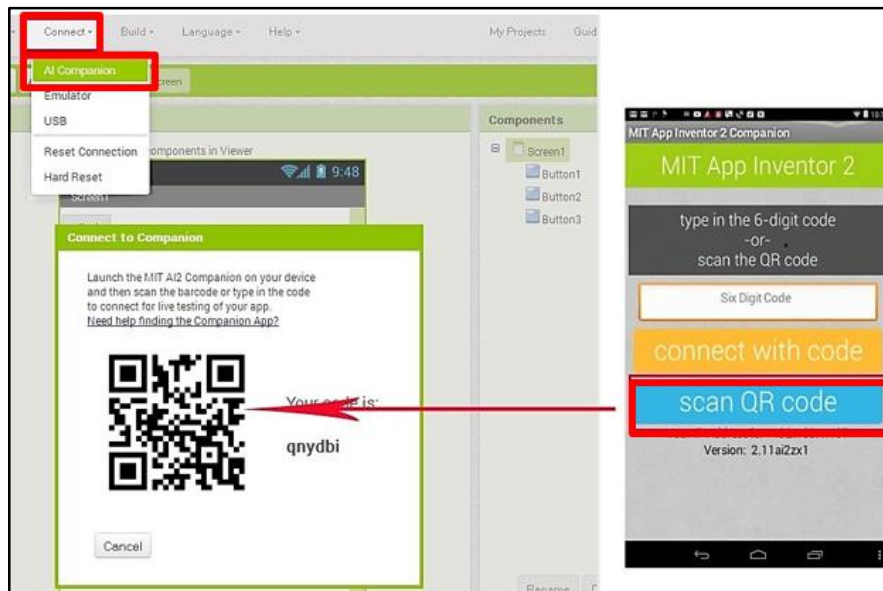 Connect Build Language Help My Projects Guid
AI Companion
Emulator
USB
Reset Connection
Hard Reset
screen
omponents in Viewer
9:48
Screen1
Components
Screen1
Button1
Button2
Button3
Connect to Companion
Launch the MIT AI2 Companion on your device
and then scan the barcode or type in the code
to connect for live testing of your app.
Need help finding the Companion App?
Your code is:
qnydbi
Cancel
Rename
MIT App Inventor 2 Companion
MIT App Inventor 2
type in the 6-digit code
-or-
scan the QR code
Six Digit Code
connect with code
scan QR code
Version: 2.11ai2zx1